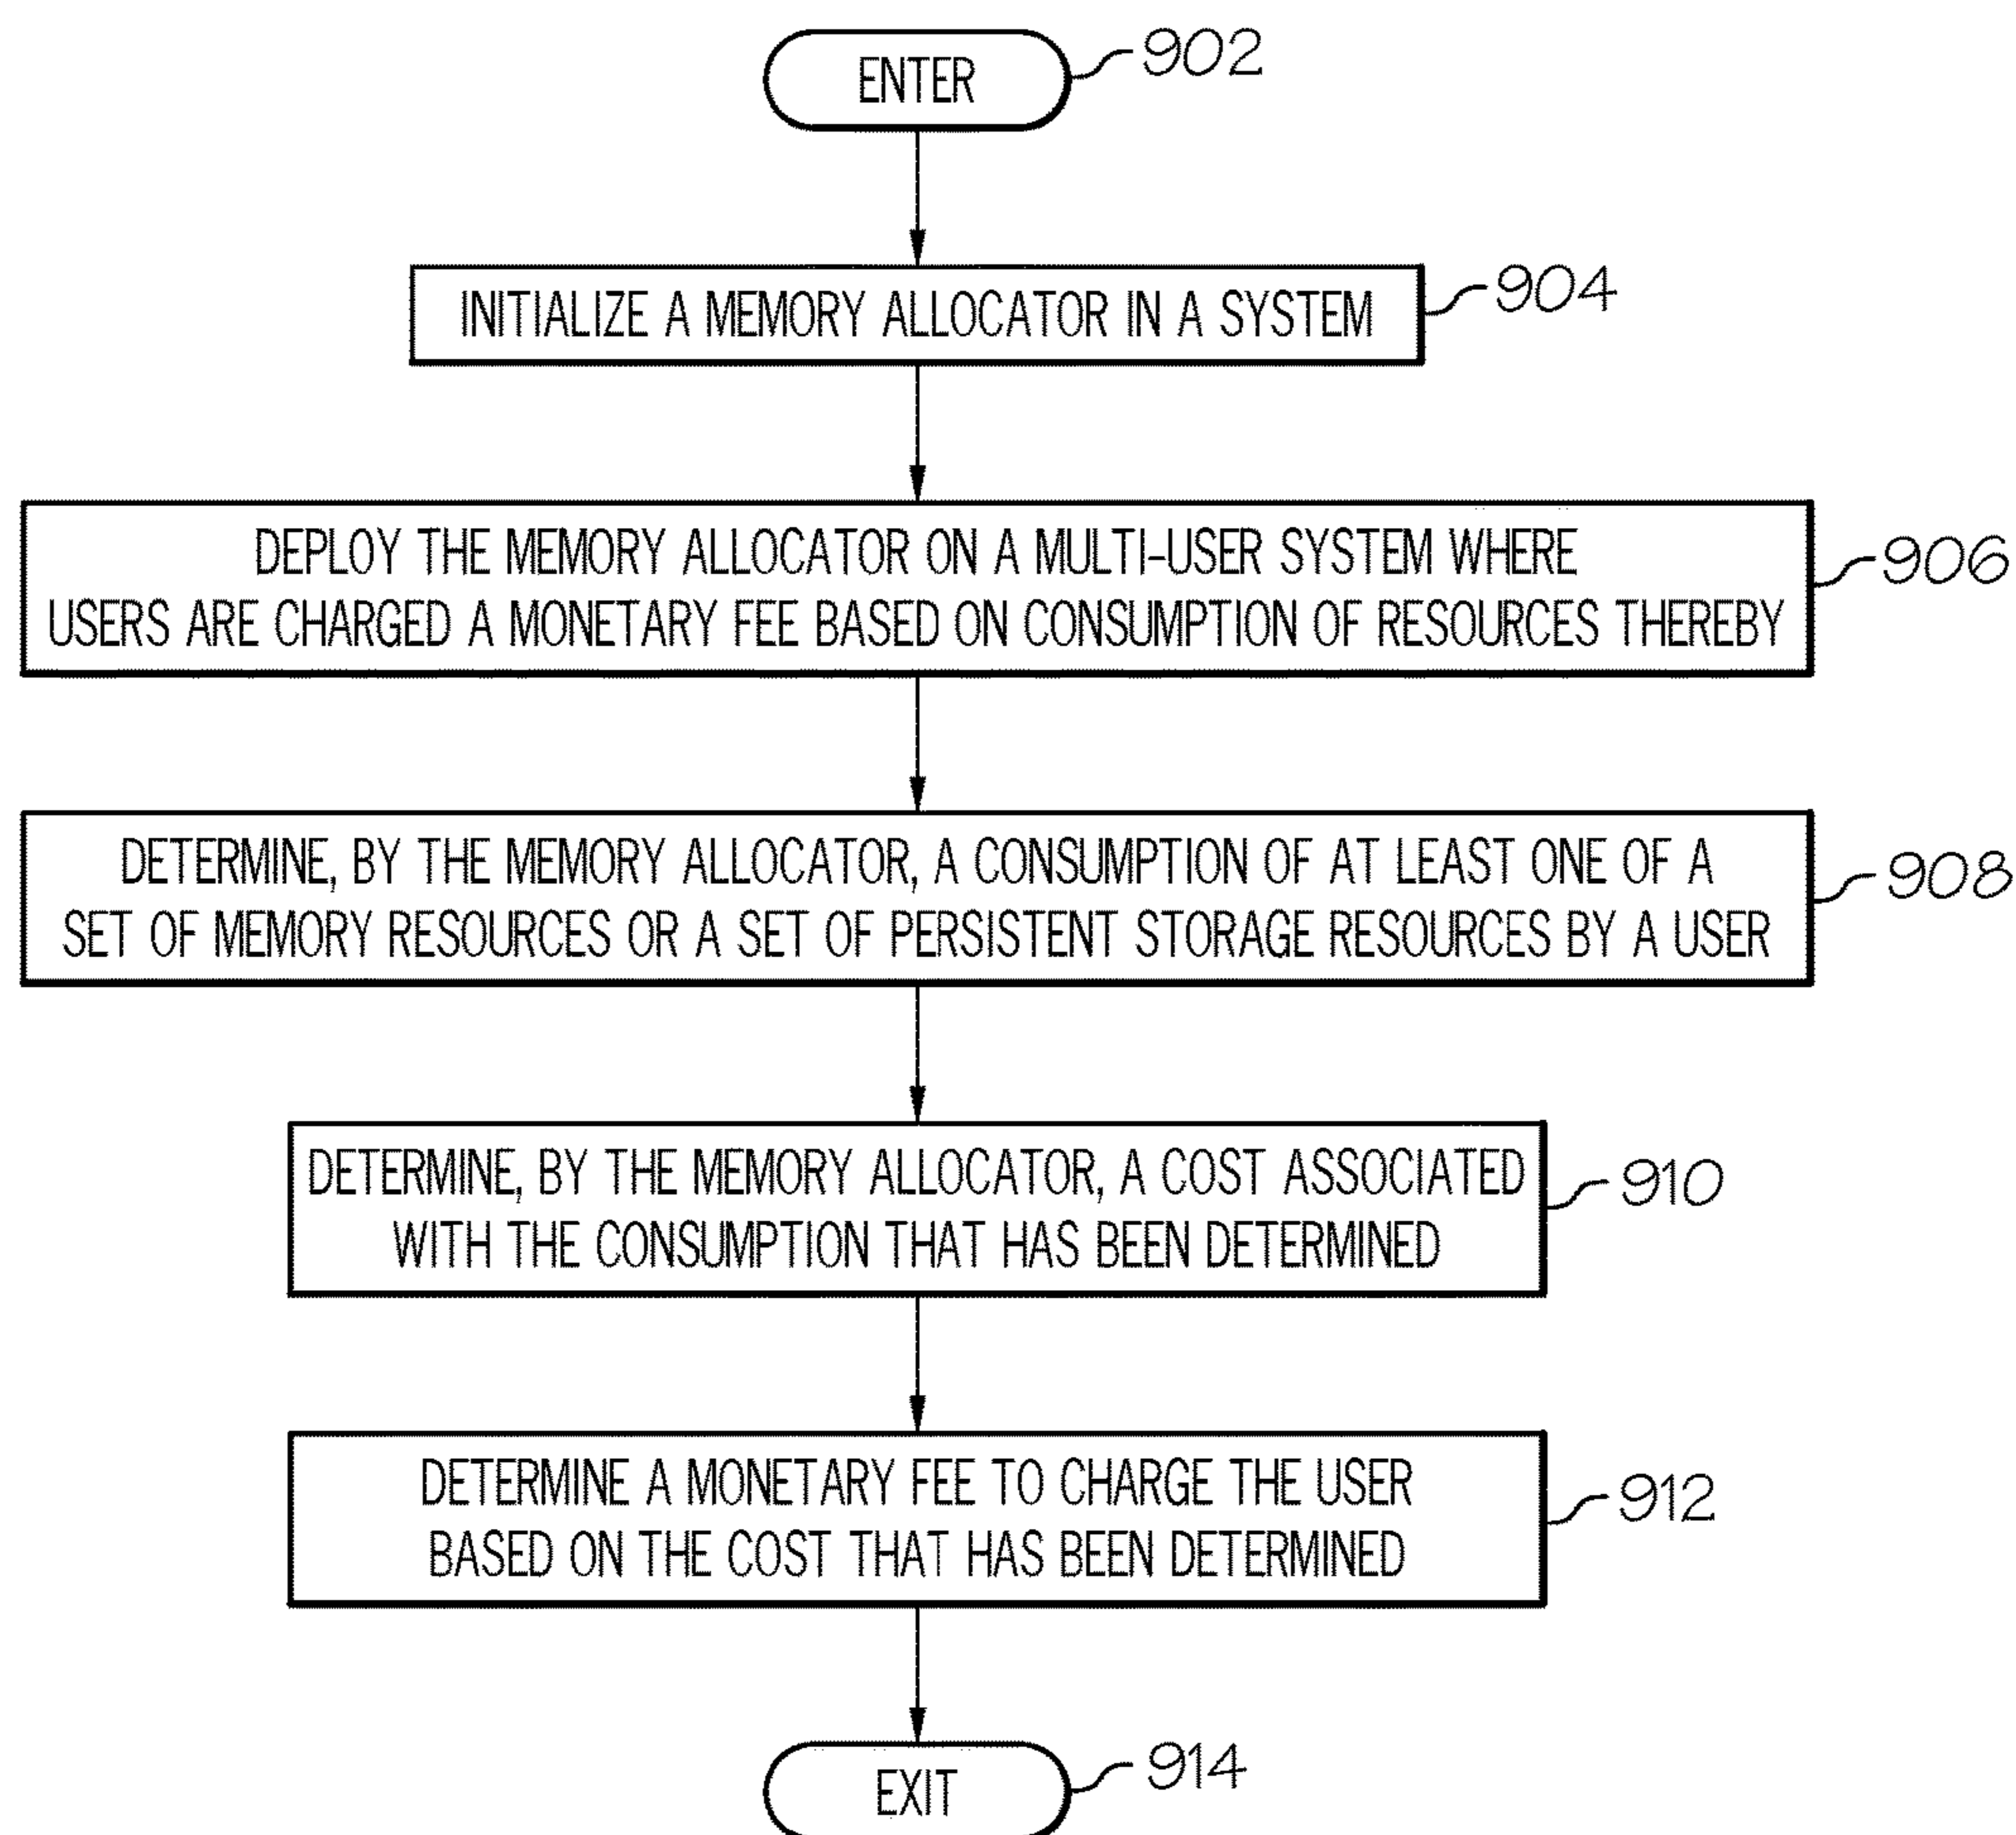 ENTER
902
INITIALIZE A MEMORY ALLOCATOR IN A SYSTEM
904
DEPLOY THE MEMORY ALLOCATOR ON A MULTI-USER SYSTEM WHERE
USERS ARE CHARGED A MONETARY FEE BASED ON CONSUMPTION OF RESOURCES THEREBY
906
DETERMINE, BY THE MEMORY ALLOCATOR, A CONSUMPTION OF AT LEAST ONE OF A
SET OF MEMORY RESOURCES OR A SET OF PERSISTENT STORAGE RESOURCES BY A USER
908
DETERMINE, BY THE MEMORY ALLOCATOR, A COST ASSOCIATED
WITH THE CONSUMPTION THAT HAS BEEN DETERMINED
910
DETERMINE A MONETARY FEE TO CHARGE THE USER
BASED ON THE COST THAT HAS BEEN DETERMINED
912
EXIT
914